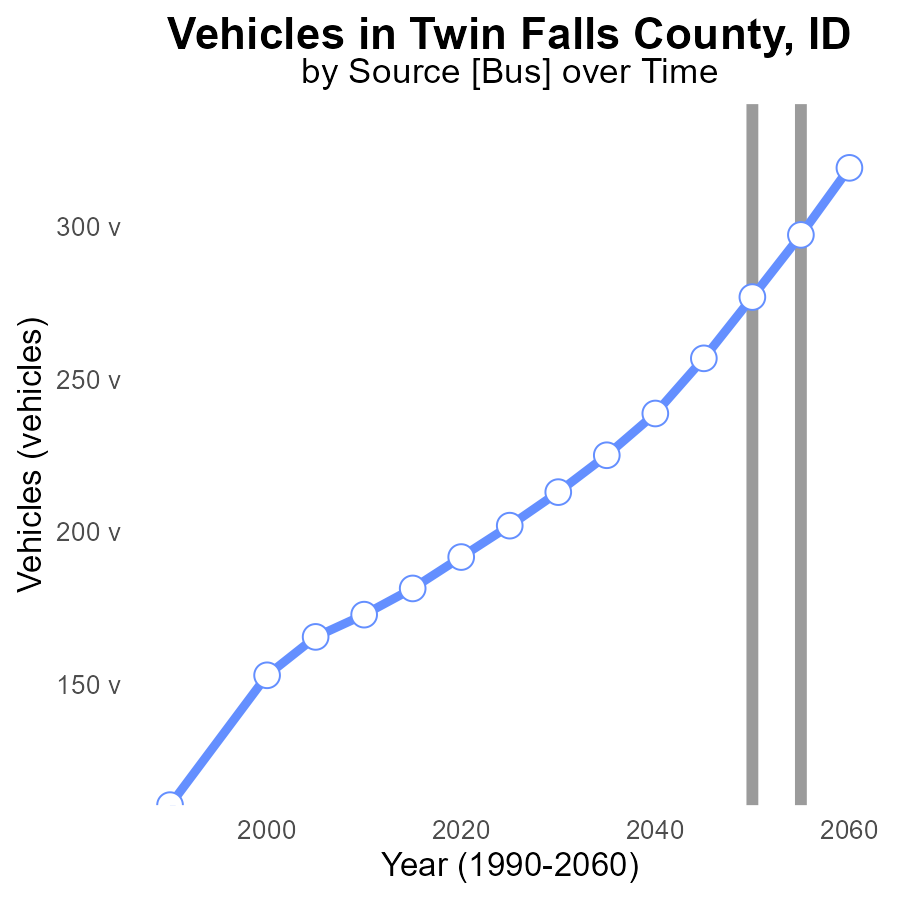 Vehicles in Twin Falls County, ID
by Source [Bus] over Time
Vehicles (vehicles)
300 v
250 v
200 v
150 v
2000
2020
2040
2060
Year (1990-2060)